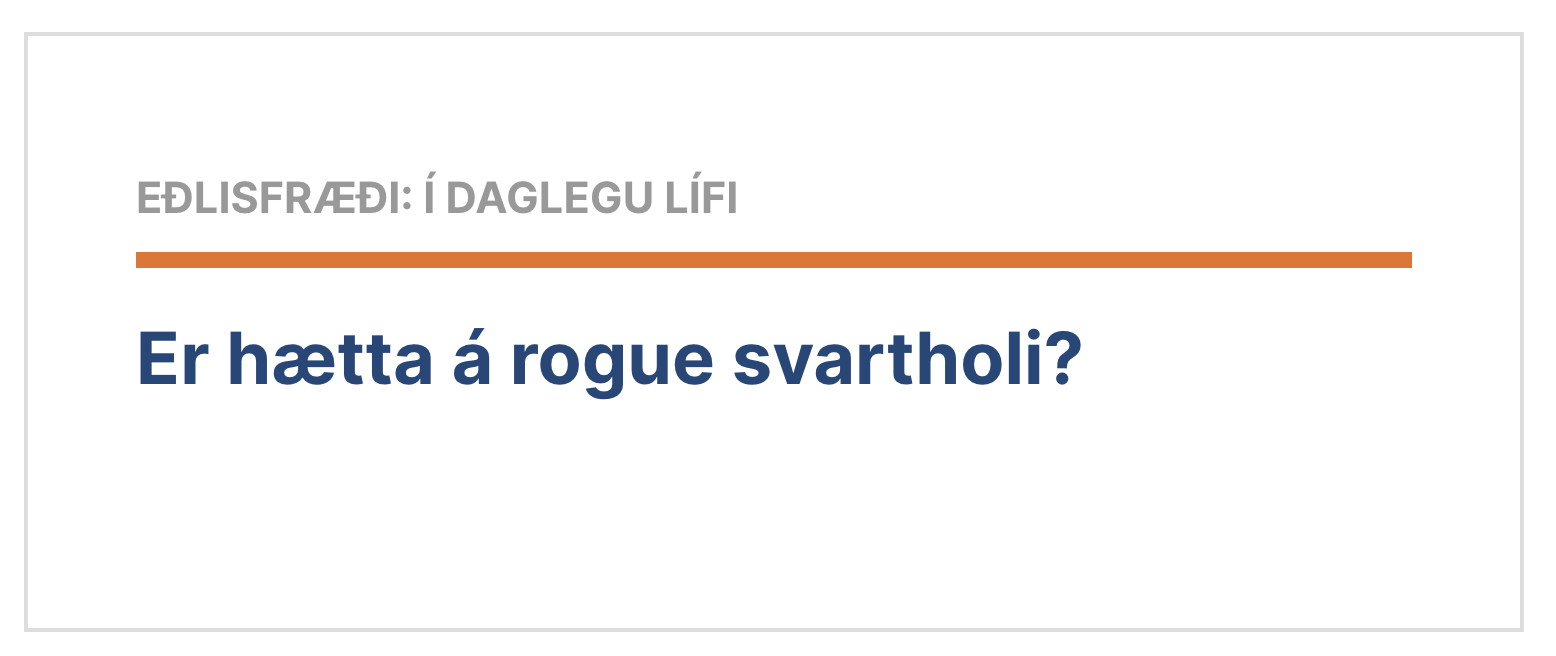 EÐLISFRÆÐI: Í DAGLEGU LÍFI
Er hætta á rogue svartholi?